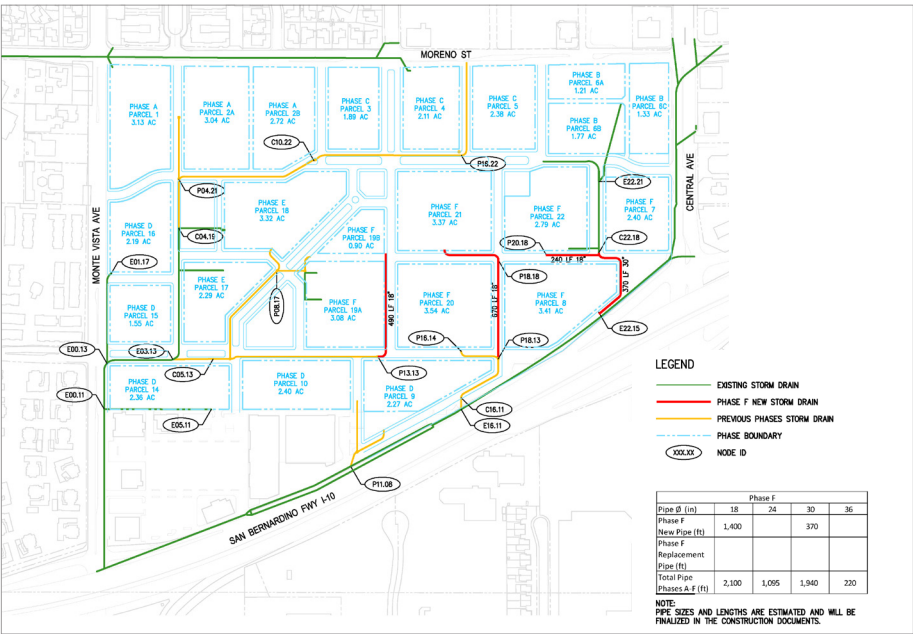 MORENO ST
PHASE A
PARCEL 1
3.13 AC
PHASE A
PARCEL 2A
3.04 AC
PHASE A
PARCEL 2B
2.72 AC
PHASE C
PARCEL 3
1.89 AC
PHASE C
PARCEL 4
2.11 AC
PHASE C
PARCEL 5
2.38 AC
PHASE B
PARCEL 6A
1.21 AC
PHASE B
PARCEL 6B
1.77 AC
PHASE B
PARCEL 6C
1.33 AC
C10.22
P16.22
P04.21
E22.21
CENTRAL AVE
MONTE VISTA AVE
PHASE E
PARCEL 18
3.32 AC
PHASE F
PARCEL 21
3.37 AC
PHASE F
PARCEL 22
2.79 AC
PHASE F
PARCEL 7
2.40 AC
PHASE D
PARCEL 16
2.19 AC
C04.19
PHASE F
PARCEL 19B
0.90 AC
P20.18
C22.18
240 LF 18"
E01.17
P18.18
370 LF 30"
PHASE E
PARCEL 17
2.29 AC
P08.17
PHASE F
PARCEL 19A
3.08 AC
490 LF 18"
PHASE F
PARCEL 20
3.54 AC
670 LF 18"
PHASE F
PARCEL 8
3.41 AC
PHASE D
PARCEL 15
1.55 AC
E22.15
P16.14
P18.13
E00.13
E03.13
C05.13
P13.13
E00.11
PHASE D
PARCEL 14
2.36 AC
PHASE D
PARCEL 10
2.40 AC
PHASE D
PARCEL 9
2.27 AC
C16.11
E16.11
E05.11
P11.08
SAN BERNARDINO FWY I-10
LEGEND
EXISTING STORM DRAIN
PHASE F NEW STORM DRAIN
PREVIOUS PHASES STORM DRAIN
PHASE BOUNDARY
XXX.XX NODE ID
Phase F
Pipe Ø (in) 18 24 30 36
Phase F
New Pipe (ft) 1,400 370
Phase F
Replacement
Pipe (ft)
Total Pipe
Phases A-F (ft) 2,100 1,095 1,940 220
NOTE:
PIPE SIZES AND LENGTHS ARE ESTIMATED AND WILL BE
FINALIZED IN THE CONSTRUCTION DOCUMENTS.